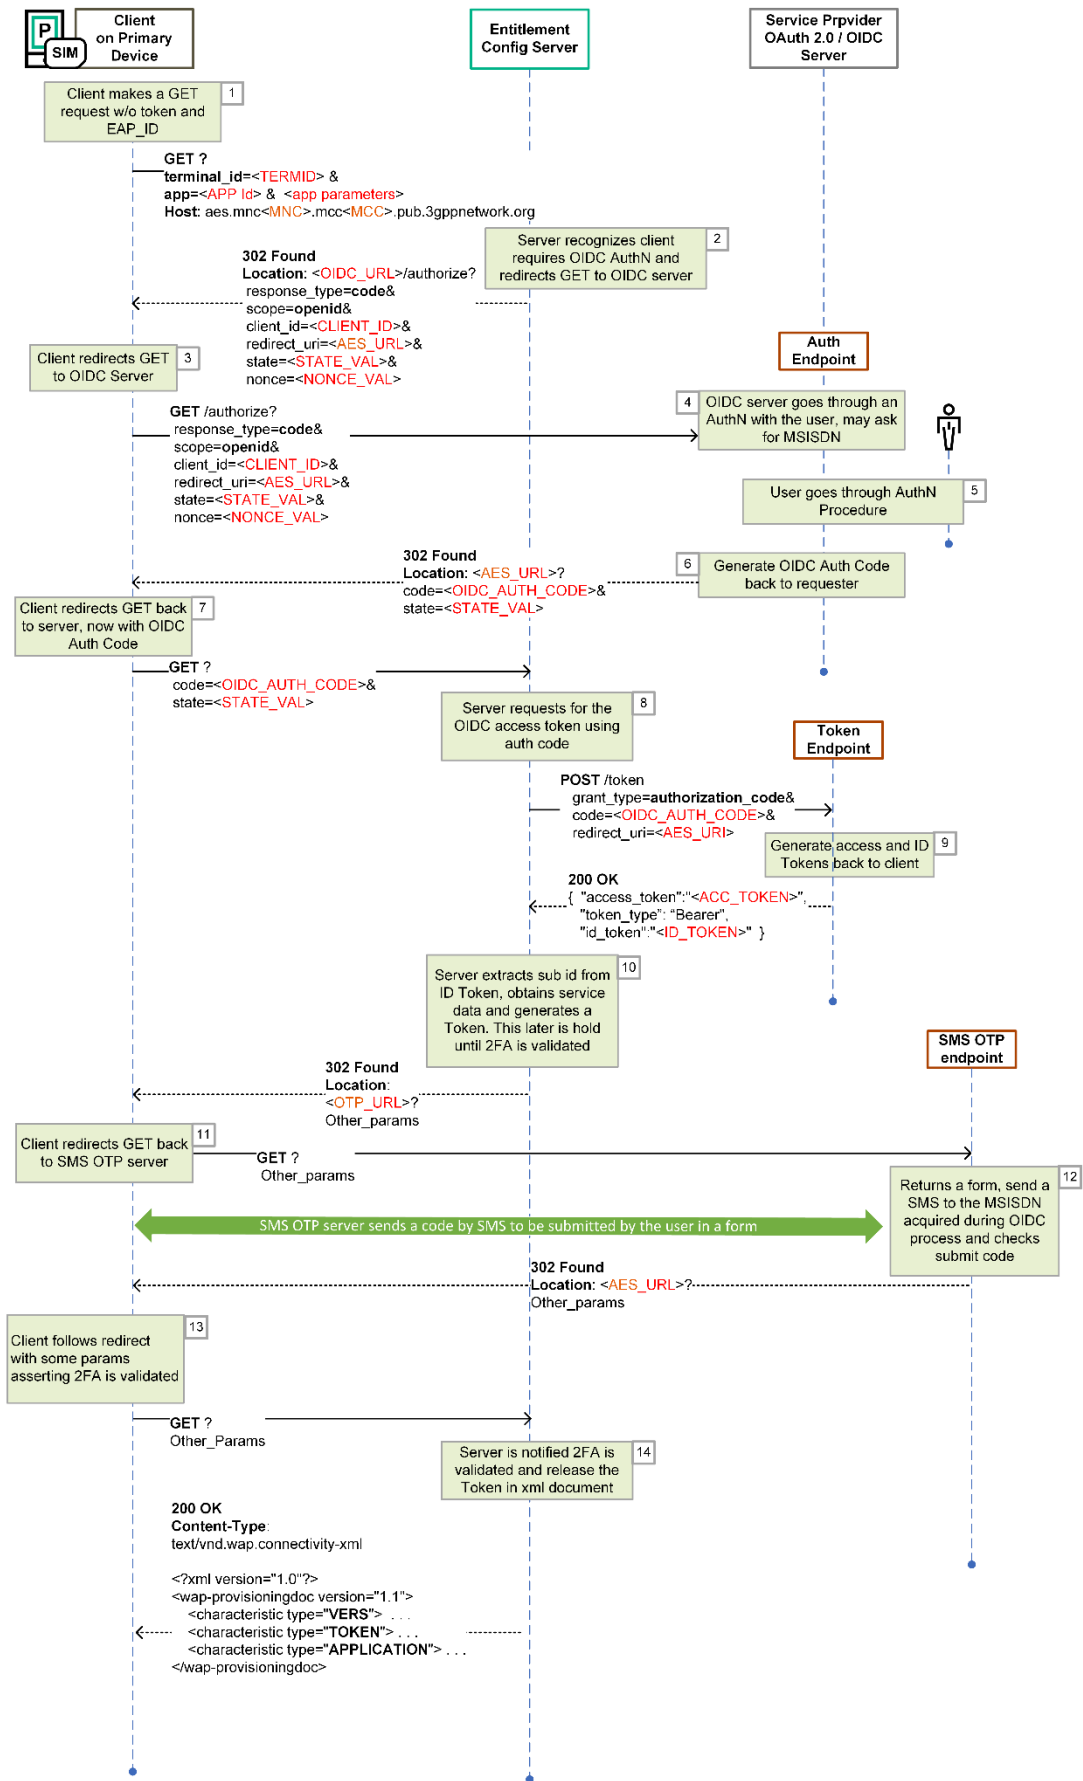 P
SIM
Client
on Primary
Device
Entitlement
Config Server
Service Prpvider
OAuth 2.0 / OIDC
Server
Client makes a GET
request w/o token and
EAP_ID
1
GET ?
terminal_id=<TERMID> &
app=<APP Id> & <app parameters>
Host: aes.mnc<MNC>.mcc<MCC>.pub.3gppnetwork.org
Server recognizes client
requires OIDC AuthN and
redirects GET to OIDC server
2
302 Found
Location: <OIDC_URL>/authorize?
response_type=code&
scope=openid&
client_id=<CLIENT_ID>&
redirect_uri=<AES_URL>&
state=<STATE_VAL>&
nonce=<NONCE_VAL>
Auth
Endpoint
Client redirects GET
to OIDC Server
3
GET /authorize?
response_type=code&
scope=openid&
client_id=<CLIENT_ID>&
redirect_uri=<AES_URL>&
state=<STATE_VAL>&
nonce=<NONCE_VAL>
4
OIDC server goes through an
AuthN with the user, may ask
for MSISDN
User goes through AuthN
Procedure
5
302 Found
Location: <AES_URL>?
code=<OIDC_AUTH_CODE>&
state=<STATE_VAL>
6
Generate OIDC Auth Code
back to requester
Client redirects GET back
to server, now with OIDC
Auth Code
7
GET ?
code=<OIDC_AUTH_CODE>&
state=<STATE_VAL>
Server requests for the
OIDC access token using
auth code
8
Token
Endpoint
POST /token
grant_type=authorization_code&
code=<OIDC_AUTH_CODE>&
redirect_uri=<AES_URI>
Generate access and ID
Tokens back to client
9
200 OK
{ "access_token":"<ACC_TOKEN>",
"token_type": “Bearer”,
"id_token":"<ID_TOKEN>" }
Server extracts sub id from
ID Token, obtains service
data and generates a
Token. This later is hold
until 2FA is validated
10
SMS OTP
endpoint
302 Found
Location:
<OTP_URL>?
Other_params
Client redirects GET back
to SMS OTP server
11
GET ?
Other_params
Returns a form, send a
SMS to the MSISDN
acquired during OIDC
process and checks
submit code
12
SMS OTP server sends a code by SMS to be submitted by the user in a form
302 Found
Location: <AES_URL>?
Other_params
Client follows redirect
with some params
asserting 2FA is validated
13
GET ?
Other_Params
Server is notified 2FA is
validated and release the
Token in xml document
14
200 OK
Content-Type:
text/vnd.wap.connectivity-xml
<?xml version="1.0"?>
<wap-provisioningdoc version="1.1">
<characteristic type="VERS"> . . .
<characteristic type="TOKEN"> . . .
<characteristic type="APPLICATION"> . . .
</wap-provisioningdoc>